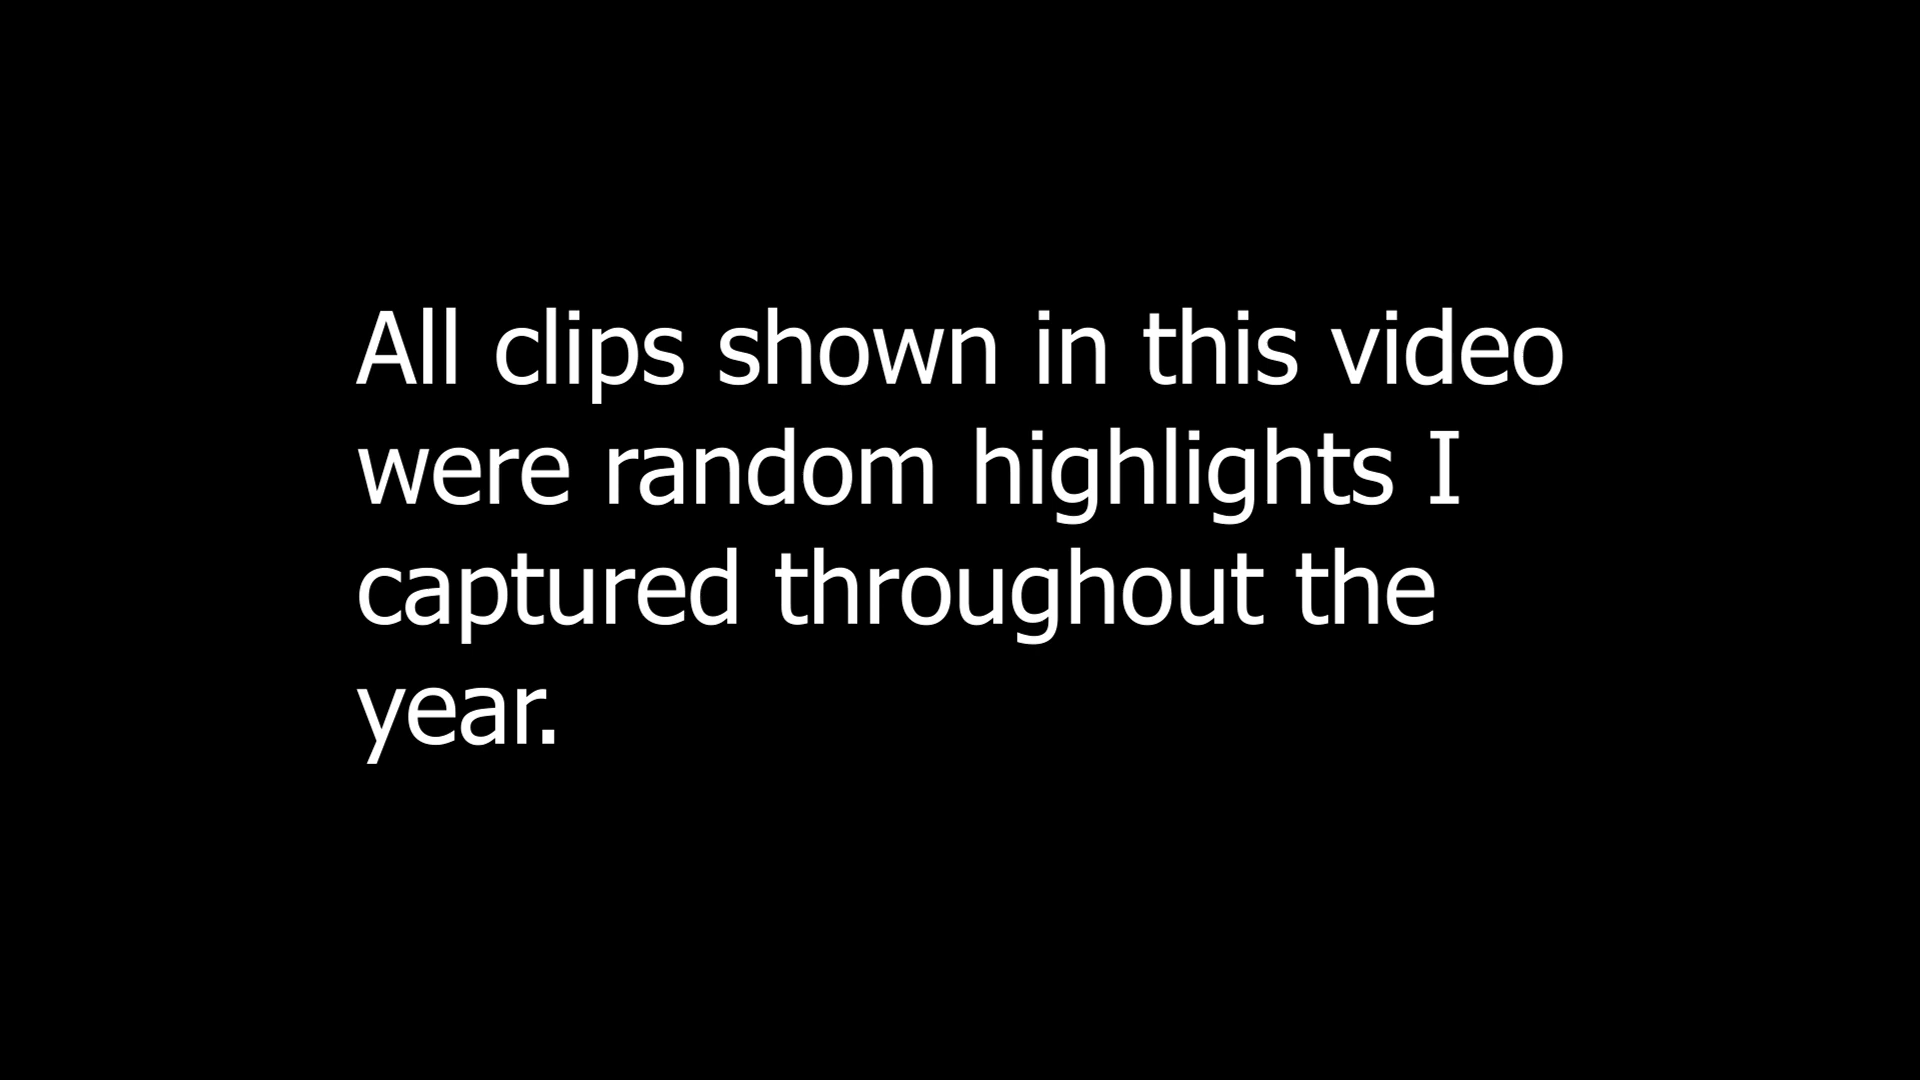 All clips shown in this video
were random highlights I
captured throughout the
year.